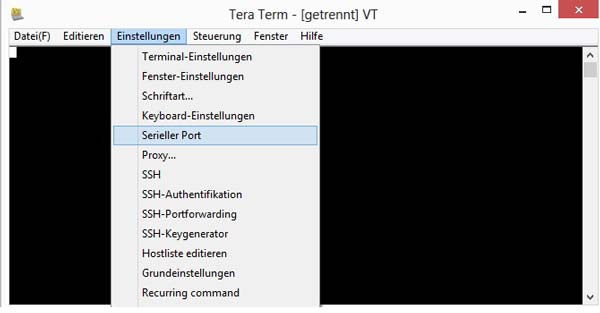 Tera Term - [getrennt] VT
Datei(F) Editieren Einstellungen Steuerung Fenster Hilfe
Terminal-Einstellungen
Fenster-Einstellungen
Schriftart...
Keyboard-Einstellungen
Serieller Port
Proxy...
SSH
SSH-Authentifikation
SSH-Portforwarding
SSH-Keygenerator
Hostliste editieren
Grundeinstellungen
Recurring command